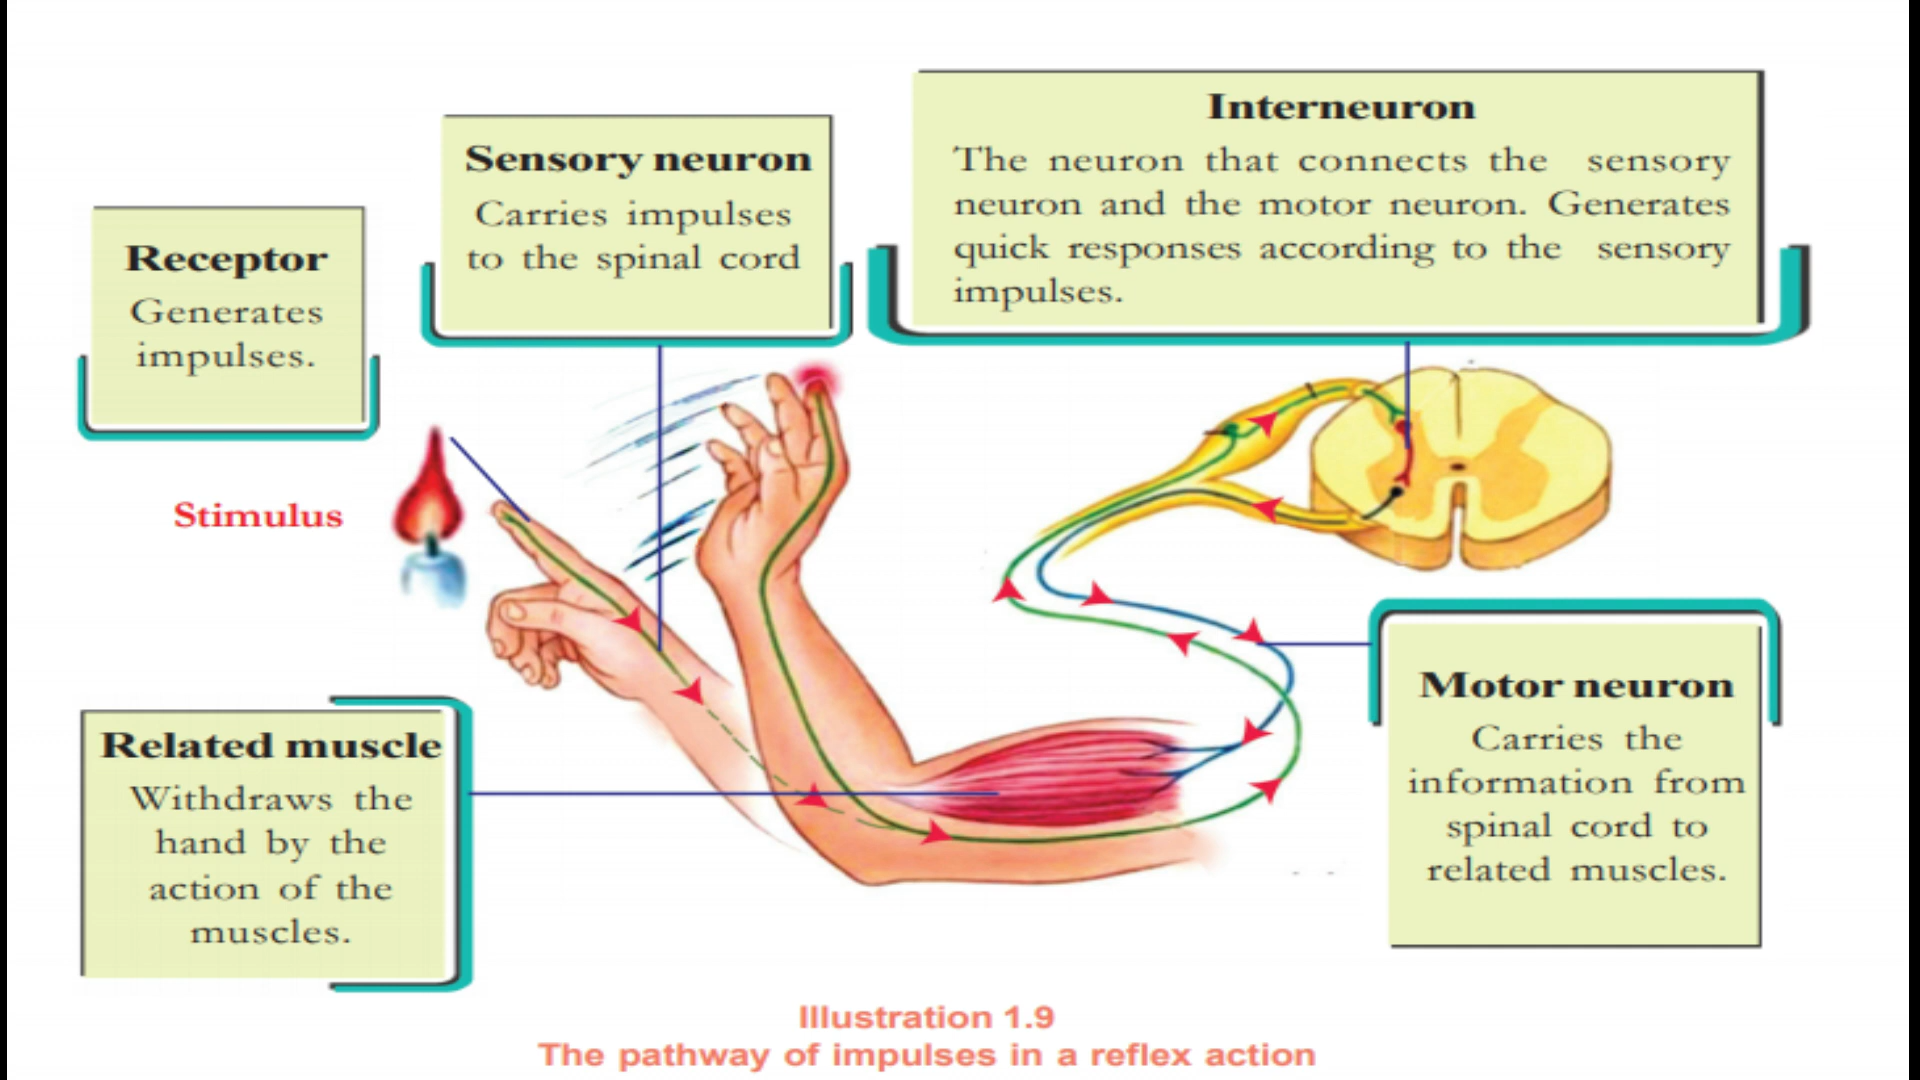 Interneuron
The neuron that connects the sensory
neuron and the motor neuron. Generates
quick responses according to the sensory
impulses.
Sensory neuron
Carries impulses
to the spinal cord
Receptor
Generates
impulses.
Stimulus
Related muscle
Withdraws the
hand by the
action of the
muscles.
Motor neuron
Carries the
information from
spinal cord to
related muscles.
Illustration 1.9
The pathway of impulses in a reflex action